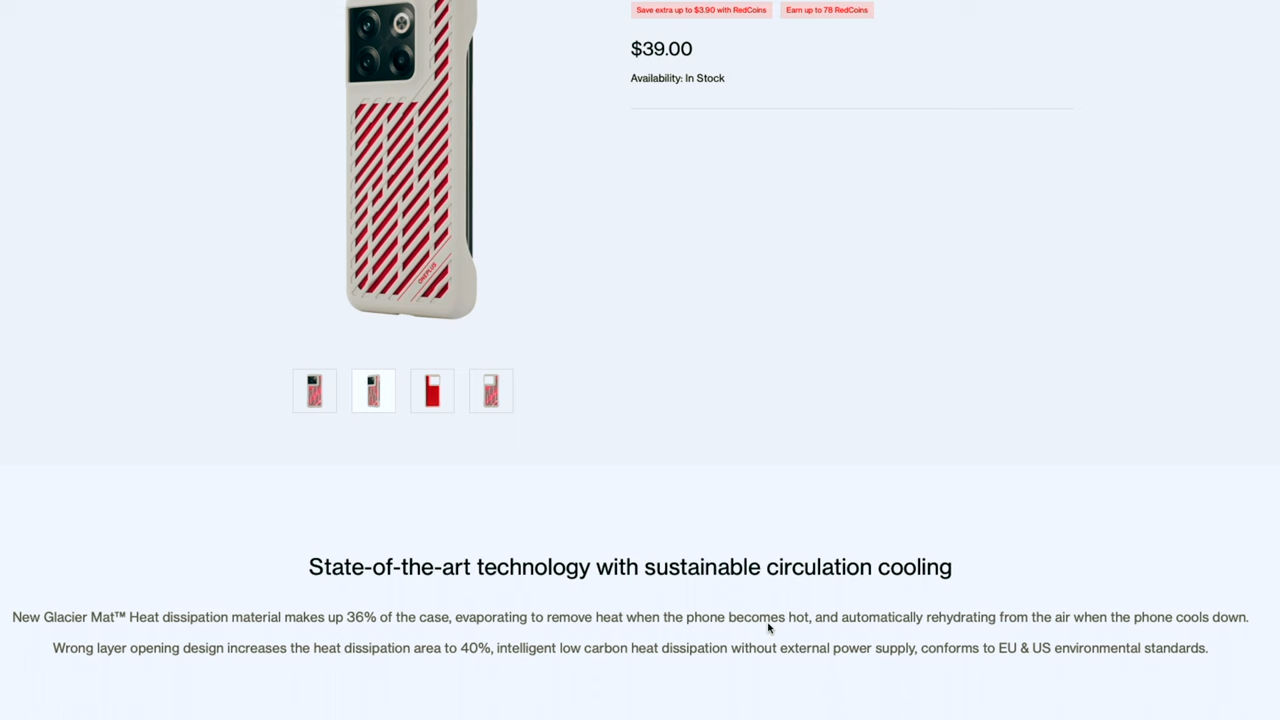 Save extra up to $3.90 with RedCoins
Earn up to 78 RedCoins
$39.00
Availability: In Stock
ONEPLUS
State-of-the-art technology with sustainable circulation cooling
New Glacier Mat™ Heat dissipation material makes up 36% of the case, evaporating to remove heat when the phone becomes hot, and automatically rehydrating from the air when the phone cools down.
Wrong layer opening design increases the heat dissipation area to 40%, intelligent low carbon heat dissipation without external power supply, conforms to EU & US environmental standards.